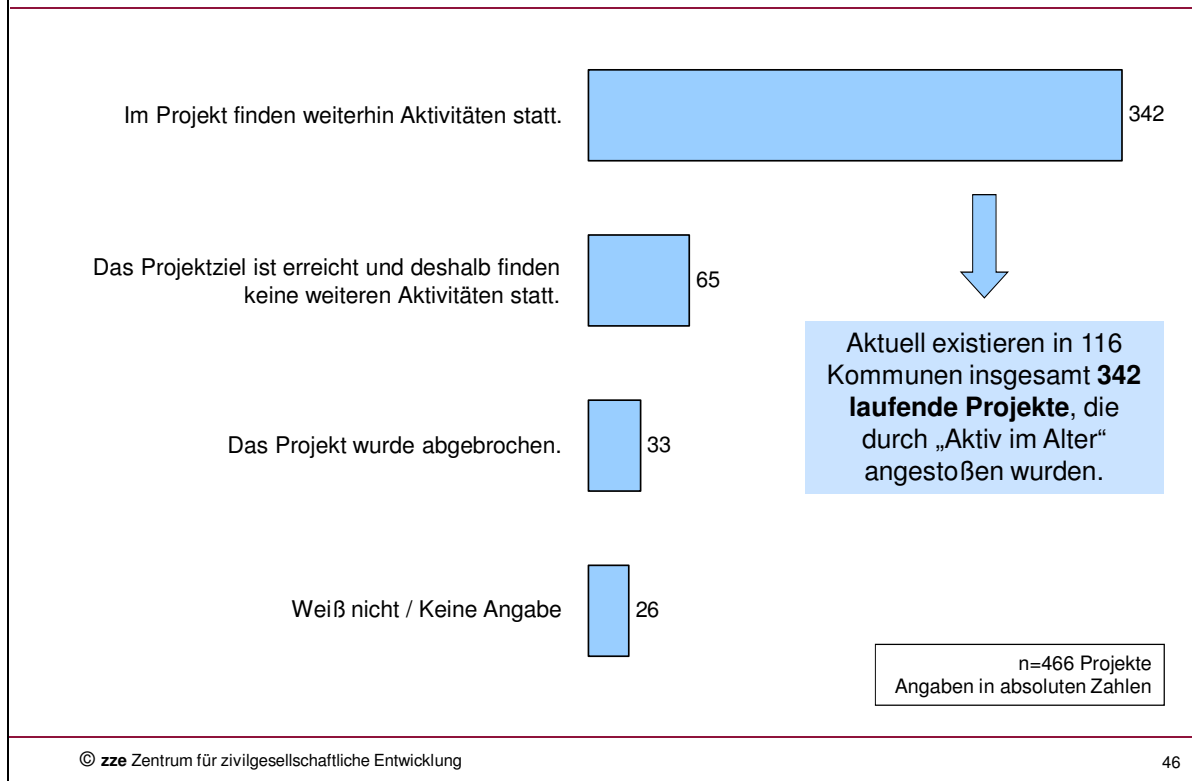 Im Projekt finden weiterhin Aktivitäten statt.
342
Das Projektziel ist erreicht und deshalb finden
keine weiteren Aktivitäten statt.
65
Aktuell existieren in 116
Kommunen insgesamt 342
laufende Projekte, die
durch „Aktiv im Alter“
angestoßen wurden.
Das Projekt wurde abgebrochen.
33
Weiß nicht / Keine Angabe
26
n=466 Projekte
Angaben in absoluten Zahlen
© zze Zentrum für zivilgesellschaftliche Entwicklung
46